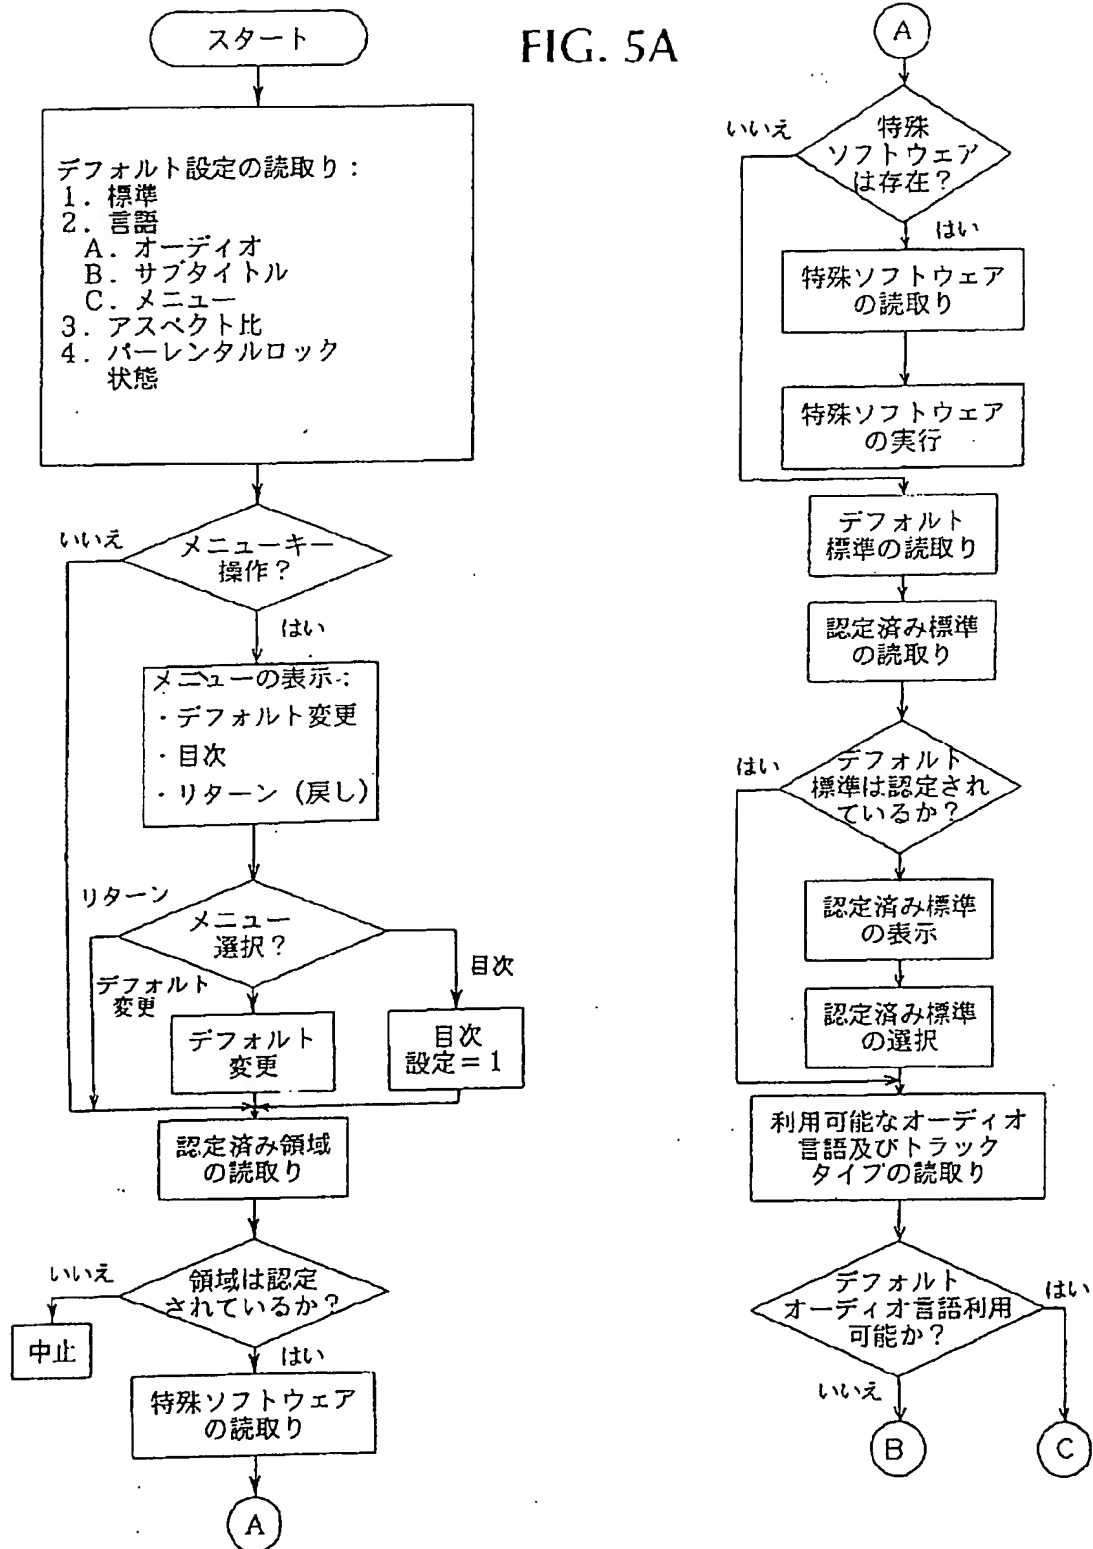 FIG. 5A
スタート
デフォルト設定の読取り:
1. 標準
2. 言語
A. オーディオ
B. サブタイトル
C. メニュー
3. アスペクト比
4. パーレンタルロック
状態
メニューキー
操作?
いいえ
はい
メニューの表示:
・デフォルト変更
・目次
・リターン (戻し)
リターン
メニュー
選択?
デフォルト
変更
目次
デフォルト
変更
目次
設定=1
認定済み領域
の読取り
いいえ
領域は認定
されているか?
中止
はい
特殊ソフトウェア
の読取り
A
A
いいえ
特殊
ソフトウェア
は存在?
はい
特殊ソフトウェア
の読取り
特殊ソフトウェア
の実行
デフォルト
標準の読取り
認定済み標準
の読取り
はい
デフォルト
標準は認定され
ているか?
認定済み標準
の表示
認定済み標準
の選択
利用可能なオーディオ
言語及びトラック
タイプの読取り
デフォルト
オーディオ言語利用
可能か?
はい
いいえ
B
C